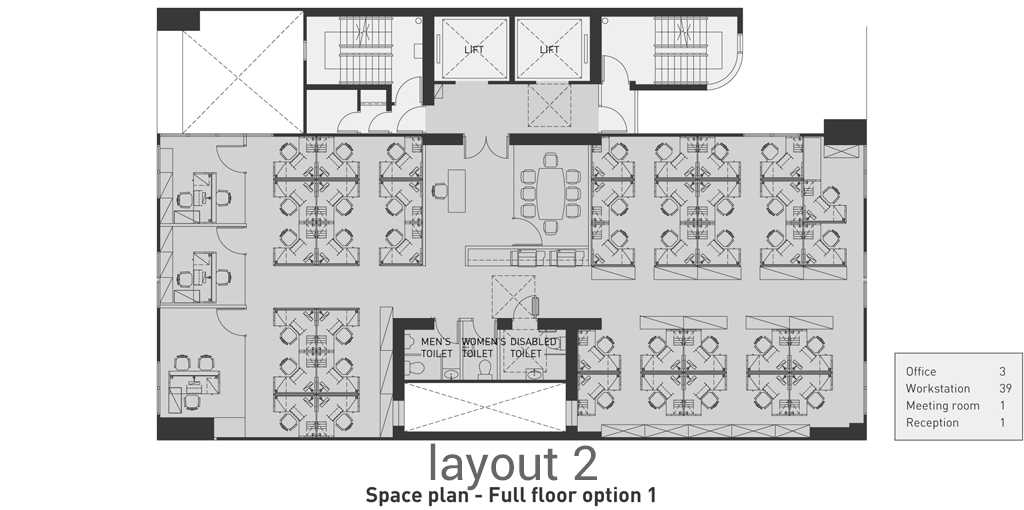 LIFT
LIFT
MEN'S
TOILET
WOMEN'S
TOILET
DISABLED
TOILET
Office 3
Workstation 39
Meeting room 1
Reception 1
layout 2
Space plan - Full floor option 1